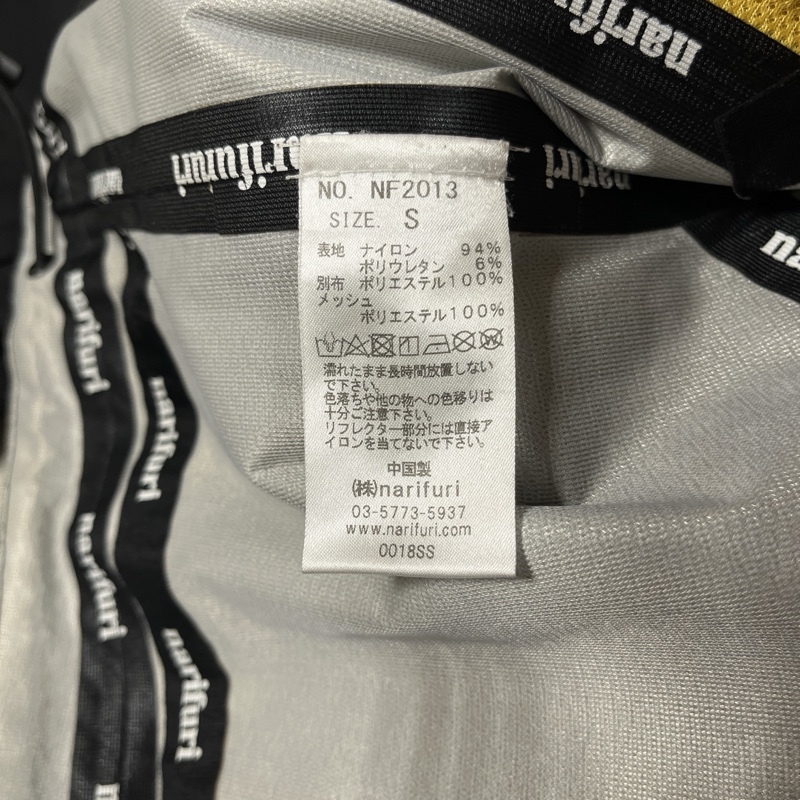 narifuri
narifuri
narifuri
NO. NF2013
SIZE. S
表地 ナイロン 94%
ポリウレタン 6%
別布 ポリエステル100%
メッシュ
ポリエステル100%
濡れたまま長時間放置しない
で下さい。
色落ちや他の物への色移りは
十分ご注意下さい。
リフレクター部分には直接ア
イロンを当てないで下さい。
中国製
(株)narifuri
03-5773-5937
www.narifuri.com
0018SS
narifuri
narifuri
narifuri
narifuri